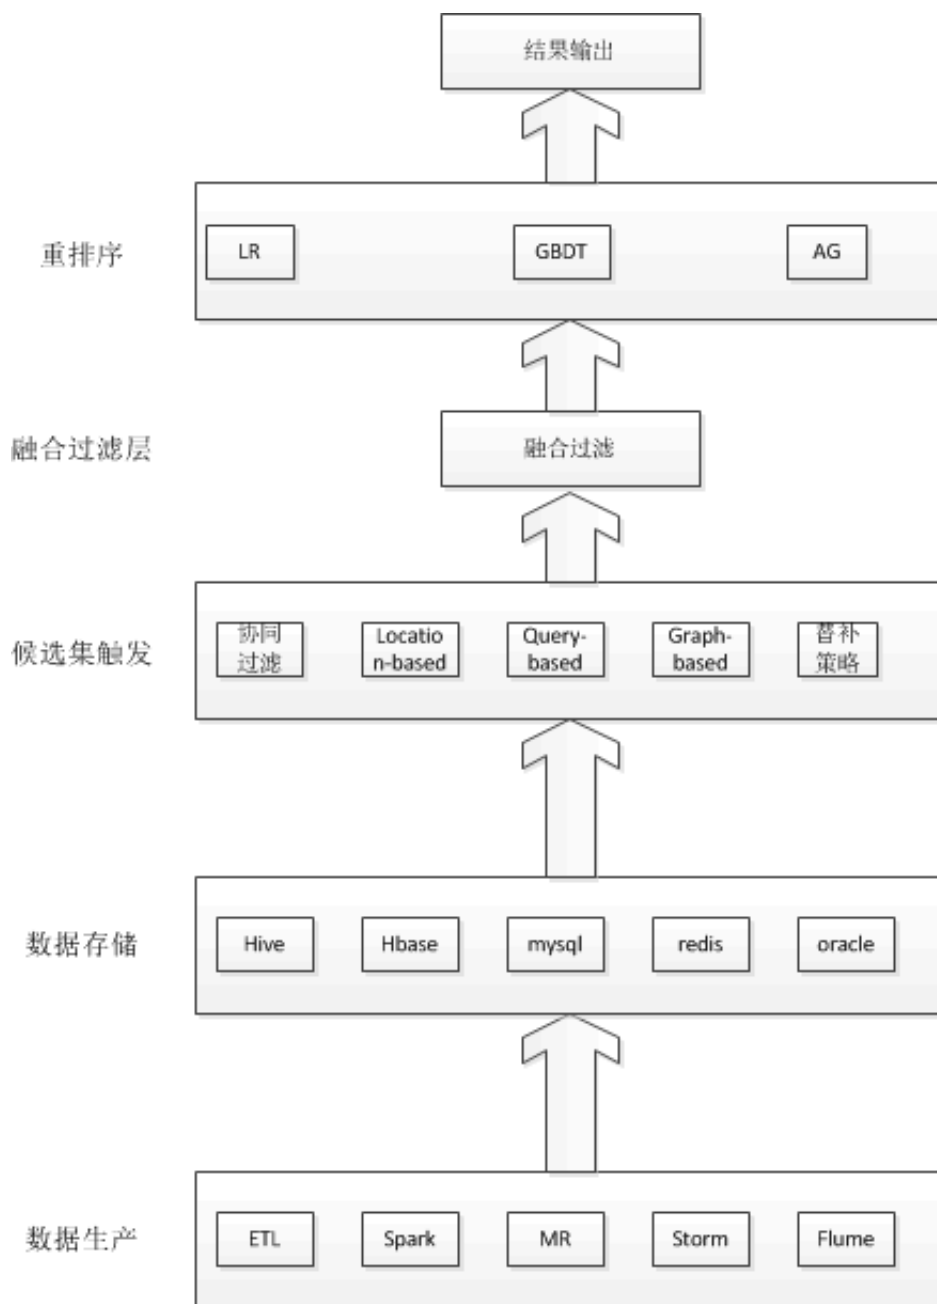 结果输出
重排序
LR
GBDT
AG
融合过滤层
融合过滤
候选集触发
协同
过滤
Locatio
n-based
Query-
based
Graph-
based
替补
策略
数据存储
Hive
Hbase
mysql
redis
oracle
数据生产
ETL
Spark
MR
Storm
Flume